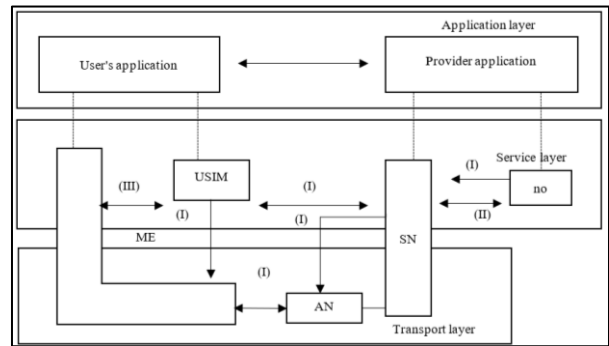 Application layer
User's application
Provider application
Service layer
(I)
(III)
USIM
(I)
no
(I)
(I)
(II)
ME
SN
(I)
AN
Transport layer